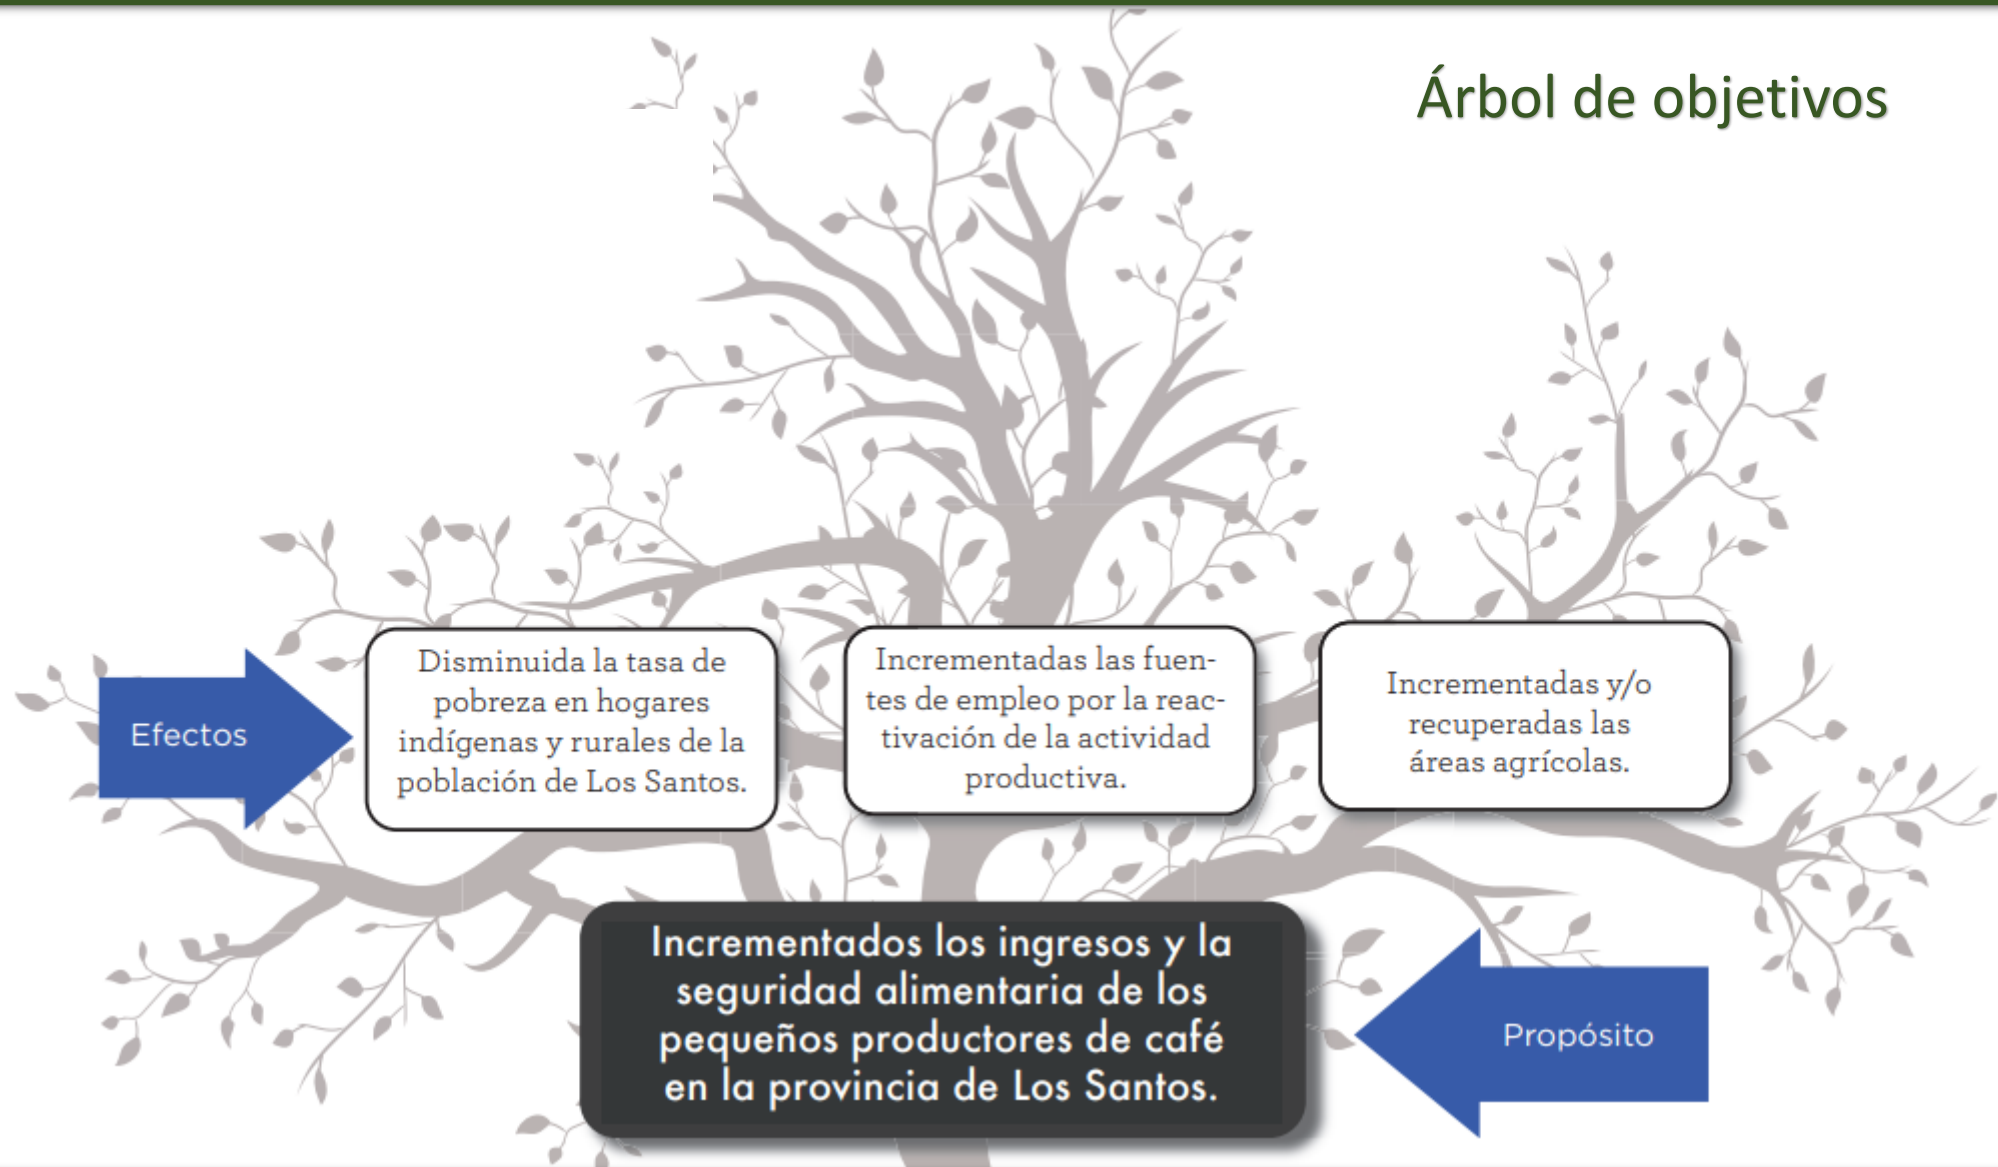 Árbol de objetivos
Efectos
Disminuida la tasa de
pobreza en hogares
indígenas y rurales de la
población de Los Santos.
Incrementadas las fuen-
tes de empleo por la reac-
tivación de la actividad
productiva.
Incrementadas y/o
recuperadas las
áreas agrícolas.
Incrementados los ingresos y la
seguridad alimentaria de los
pequeños productores de café
en la provincia de Los Santos.
Propósito